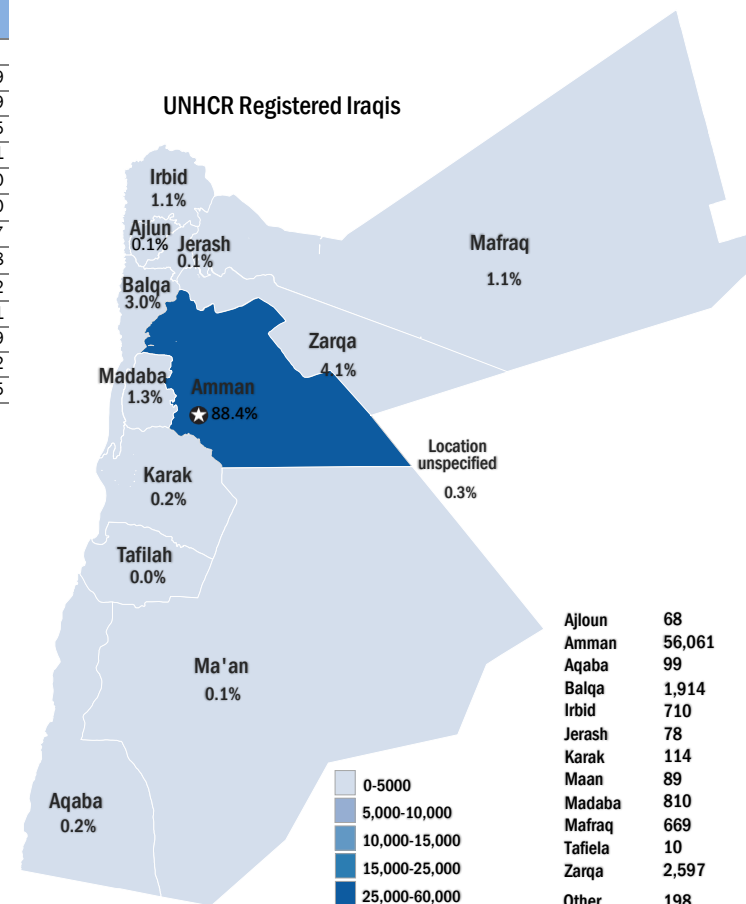 UNHCR Registered Iraqis
Irbid
1.1%
Ajlun
0.1%
Jerash
0.1%
Mafraq
1.1%
Balqa
3.0%
Zarqa
4.1%
Madaba
1.3%
Amman
88.4%
Location
unspecified
0.3%
Karak
0.2%
Tafilah
0.0%
Ma'an
0.1%
Aqaba
0.2%
0-5000
5,000-10,000
10,000-15,000
15,000-25,000
25,000-60,000
Ajloun 68
Amman 56,061
Aqaba 99
Balqa 1,914
Irbid 710
Jerash 78
Karak 114
Maan 89
Madaba 810
Mafraq 669
Tafiela 10
Zarqa 2,597
Other 198